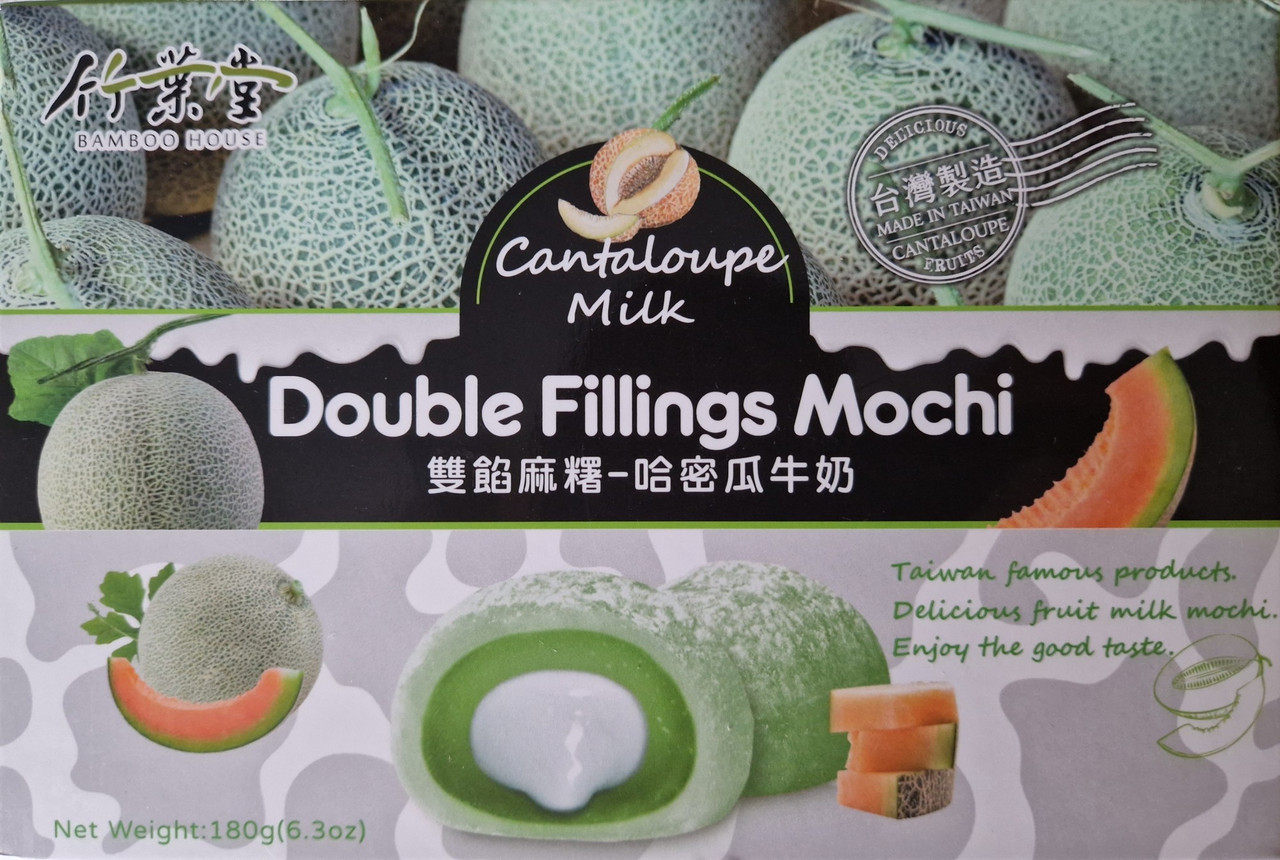 竹葉堂
BAMBOO HOUSE
DELICIOUS
台灣製造
MADE IN TAIWAN
CANTALOUPE
FRUITS
Cantaloupe
Milk
Double Fillings Mochi
雙餡麻糬-哈密瓜牛奶
Taiwan famous products.
Delicious fruit milk mochi.
Enjoy the good taste.
Net Weight:180g(6.3oz)